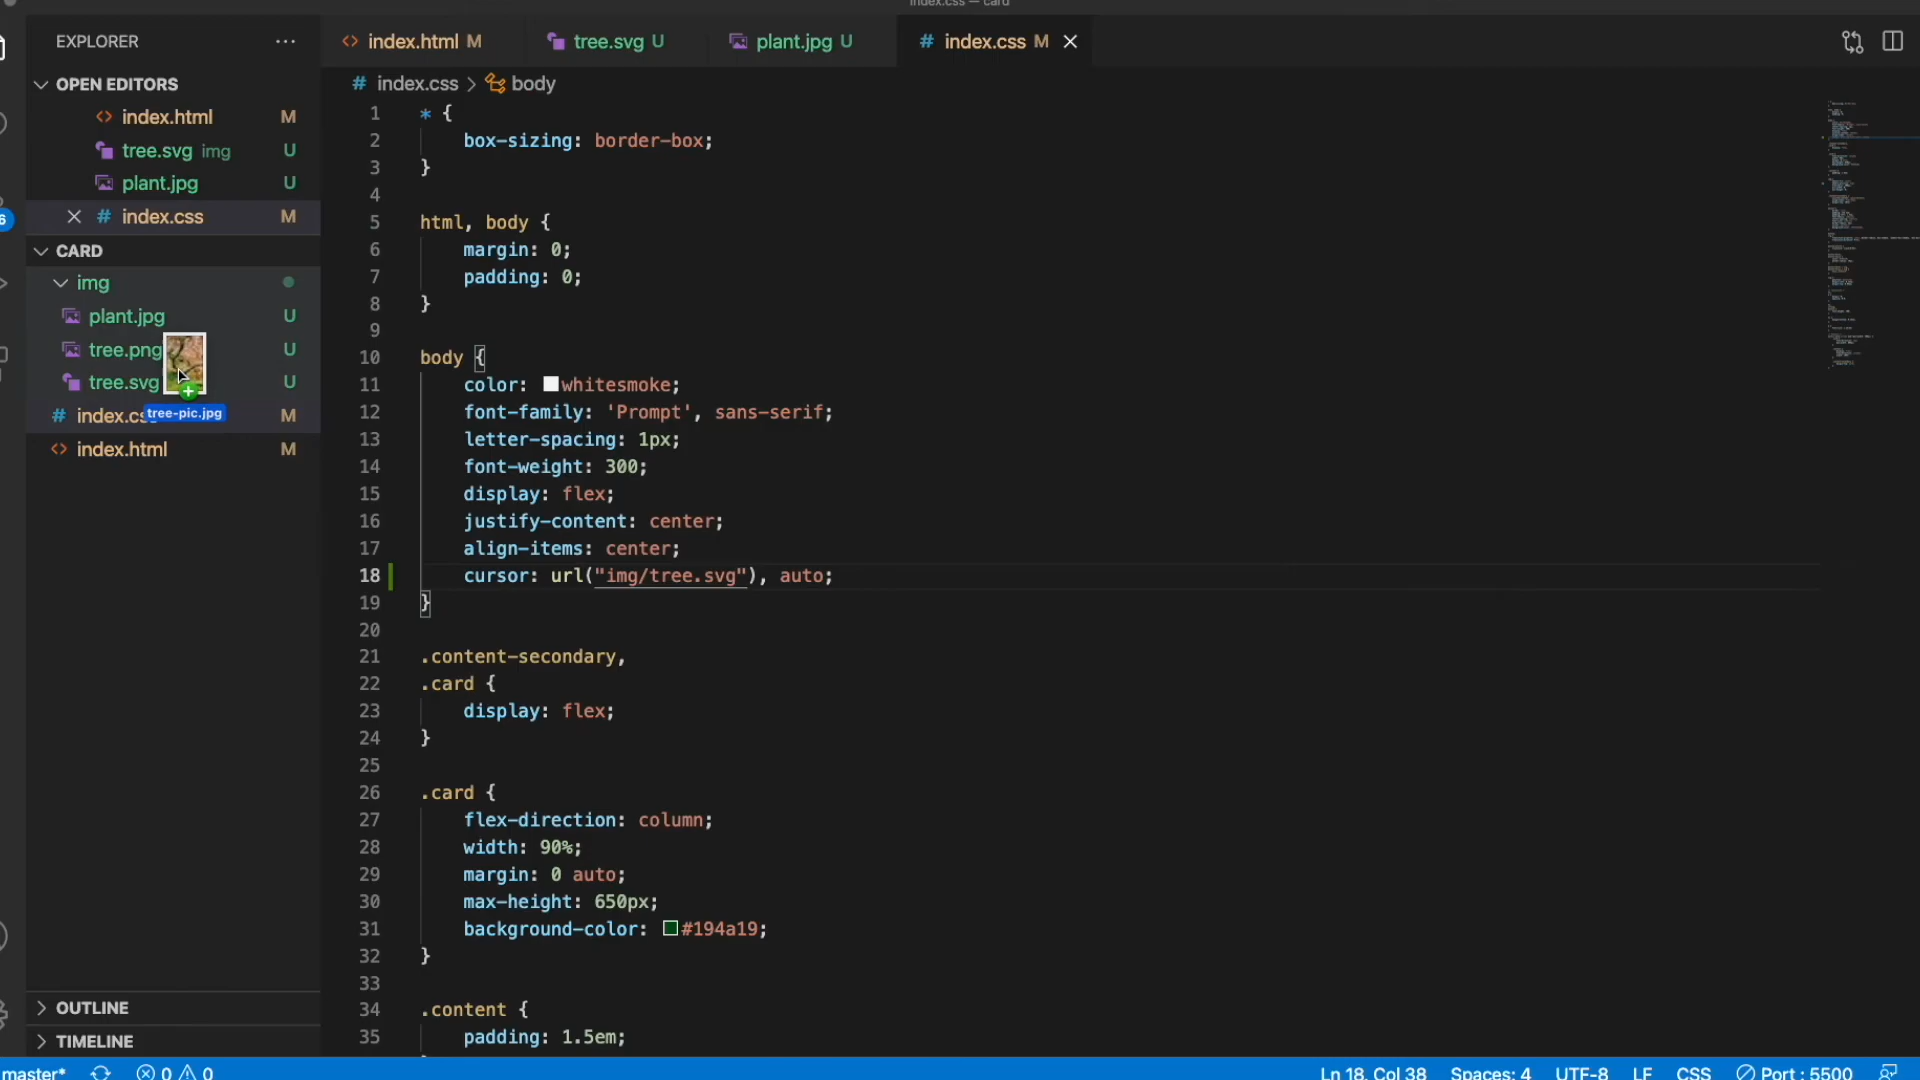 index.css — card
EXPLORER ···
index.html M
tree.svg U
plant.jpg U
# index.css M
OPEN EDITORS
index.html M
tree.svg img U
plant.jpg U
# index.css M
CARD
img
plant.jpg U
tree.png U
tree.svg U
tree-pic.jpg
# M
index.html M
OUTLINE
TIMELINE
6
# index.css > body
1 * {
2 box-sizing: border-box;
3 }
4
5 html, body {
6 margin: 0;
7 padding: 0;
8 }
9
10 body {
11 color: whitesmoke;
12 font-family: 'Prompt', sans-serif;
13 letter-spacing: 1px;
14 font-weight: 300;
15 display: flex;
16 justify-content: center;
17 align-items: center;
18 cursor: url("img/tree.svg"), auto;
19 }
20
21 .content-secondary,
22 .card {
23 display: flex;
24 }
25
26 .card {
27 flex-direction: column;
28 width: 90%;
29 margin: 0 auto;
30 max-height: 650px;
31 background-color: #194a19;
32 }
33
34 .content {
35 padding: 1.5em;
master* 0 0 Ln 18, Col 38 Spaces: 4 UTF-8 LF CSS Port : 5500